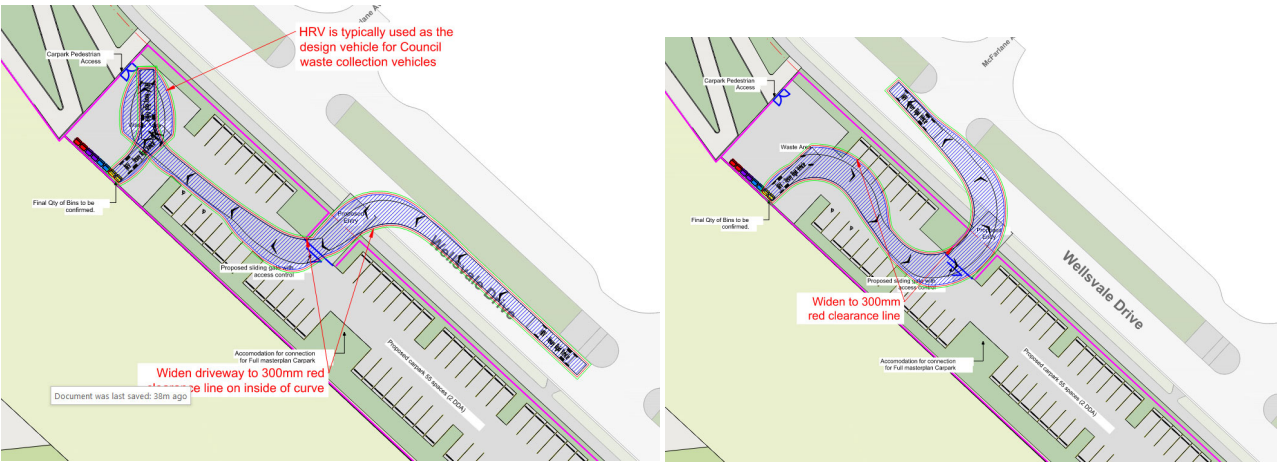 HRV is typically used as the
design vehicle for Council
waste collection vehicles
Carpark Pedestrian
Access
Final Qty of Bins to be
confirmed.
Proposed
Entry
Wellsvale Drive
Proposed sliding gate with
access control
Accomodation for connection
for Full masterplan Carpark
Widen driveway to 300mm red
clearance line on inside of curve
Document was last saved: 38m ago
Proposed carpark 55 spaces (2 DDA)
McFarlane A
Carpark Pedestrian
Access
Waste Area
Final Qty of Bins to be
confirmed.
Proposed
Entry
Wellsvale Drive
Proposed sliding gate with
access control
Widen to 300mm
red clearance line
Accomodation for connection
for Full masterplan Carpark
Proposed carpark 55 spaces (2 DDA)